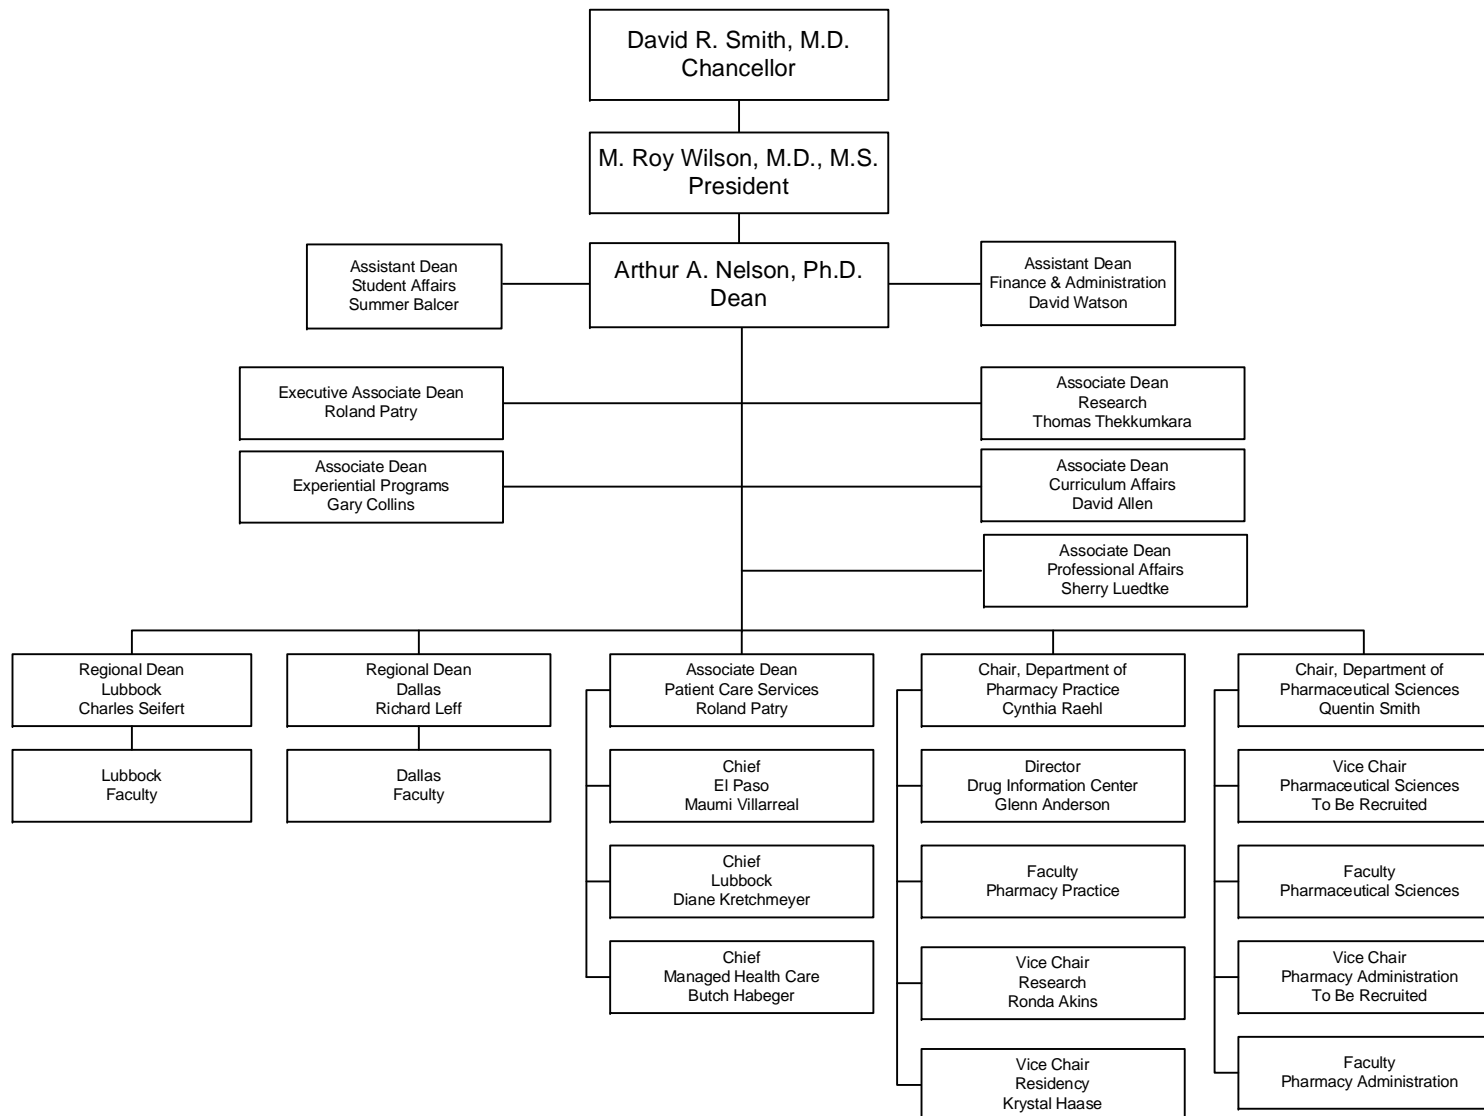 David R. Smith, M.D.
Chancellor
M. Roy Wilson, M.D., M.S.
President
Assistant Dean
Student Affairs
Summer Balcer
Arthur A. Nelson, Ph.D.
Dean
Assistant Dean
Finance & Administration
David Watson
Executive Associate Dean
Roland Patry
Associate Dean
Research
Thomas Thekkumkara
Associate Dean
Experiential Programs
Gary Collins
Associate Dean
Curriculum Affairs
David Allen
Associate Dean
Professional Affairs
Sherry Luedtke
Regional Dean
Lubbock
Charles Seifert
Regional Dean
Dallas
Richard Leff
Associate Dean
Patient Care Services
Roland Patry
Chair, Department of
Pharmacy Practice
Cynthia Raehl
Chair, Department of
Pharmaceutical Sciences
Quentin Smith
Lubbock
Faculty
Dallas
Faculty
Chief
El Paso
Maumi Villarreal
Director
Drug Information Center
Glenn Anderson
Vice Chair
Pharmaceutical Sciences
To Be Recruited
Chief
Lubbock
Diane Kretchmeyer
Faculty
Pharmacy Practice
Faculty
Pharmaceutical Sciences
Chief
Managed Health Care
Butch Habeger
Vice Chair
Research
Ronda Akins
Vice Chair
Pharmacy Administration
To Be Recruited
Vice Chair
Residency
Krystal Haase
Faculty
Pharmacy Administration